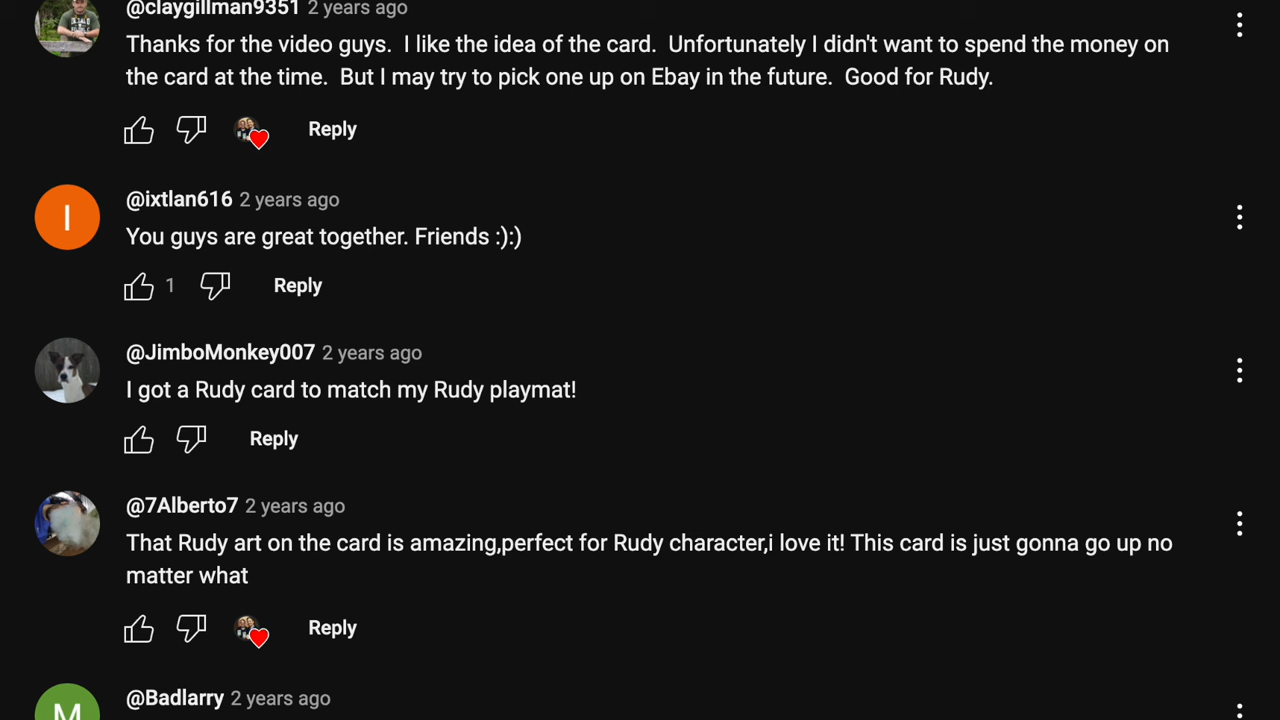 @claygillman9351 2 years ago
Thanks for the video guys.  I like the idea of the card.  Unfortunately I didn't want to spend the money on
the card at the time.  But I may try to pick one up on Ebay in the future.  Good for Rudy.
Reply
I
@ixtlan616 2 years ago
You guys are great together. Friends :):)
1 Reply
@JimboMonkey007 2 years ago
I got a Rudy card to match my Rudy playmat!
Reply
@7Alberto7 2 years ago
That Rudy art on the card is amazing,perfect for Rudy character,i love it! This card is just gonna go up no
matter what
Reply
M
@Badlarry 2 years ago